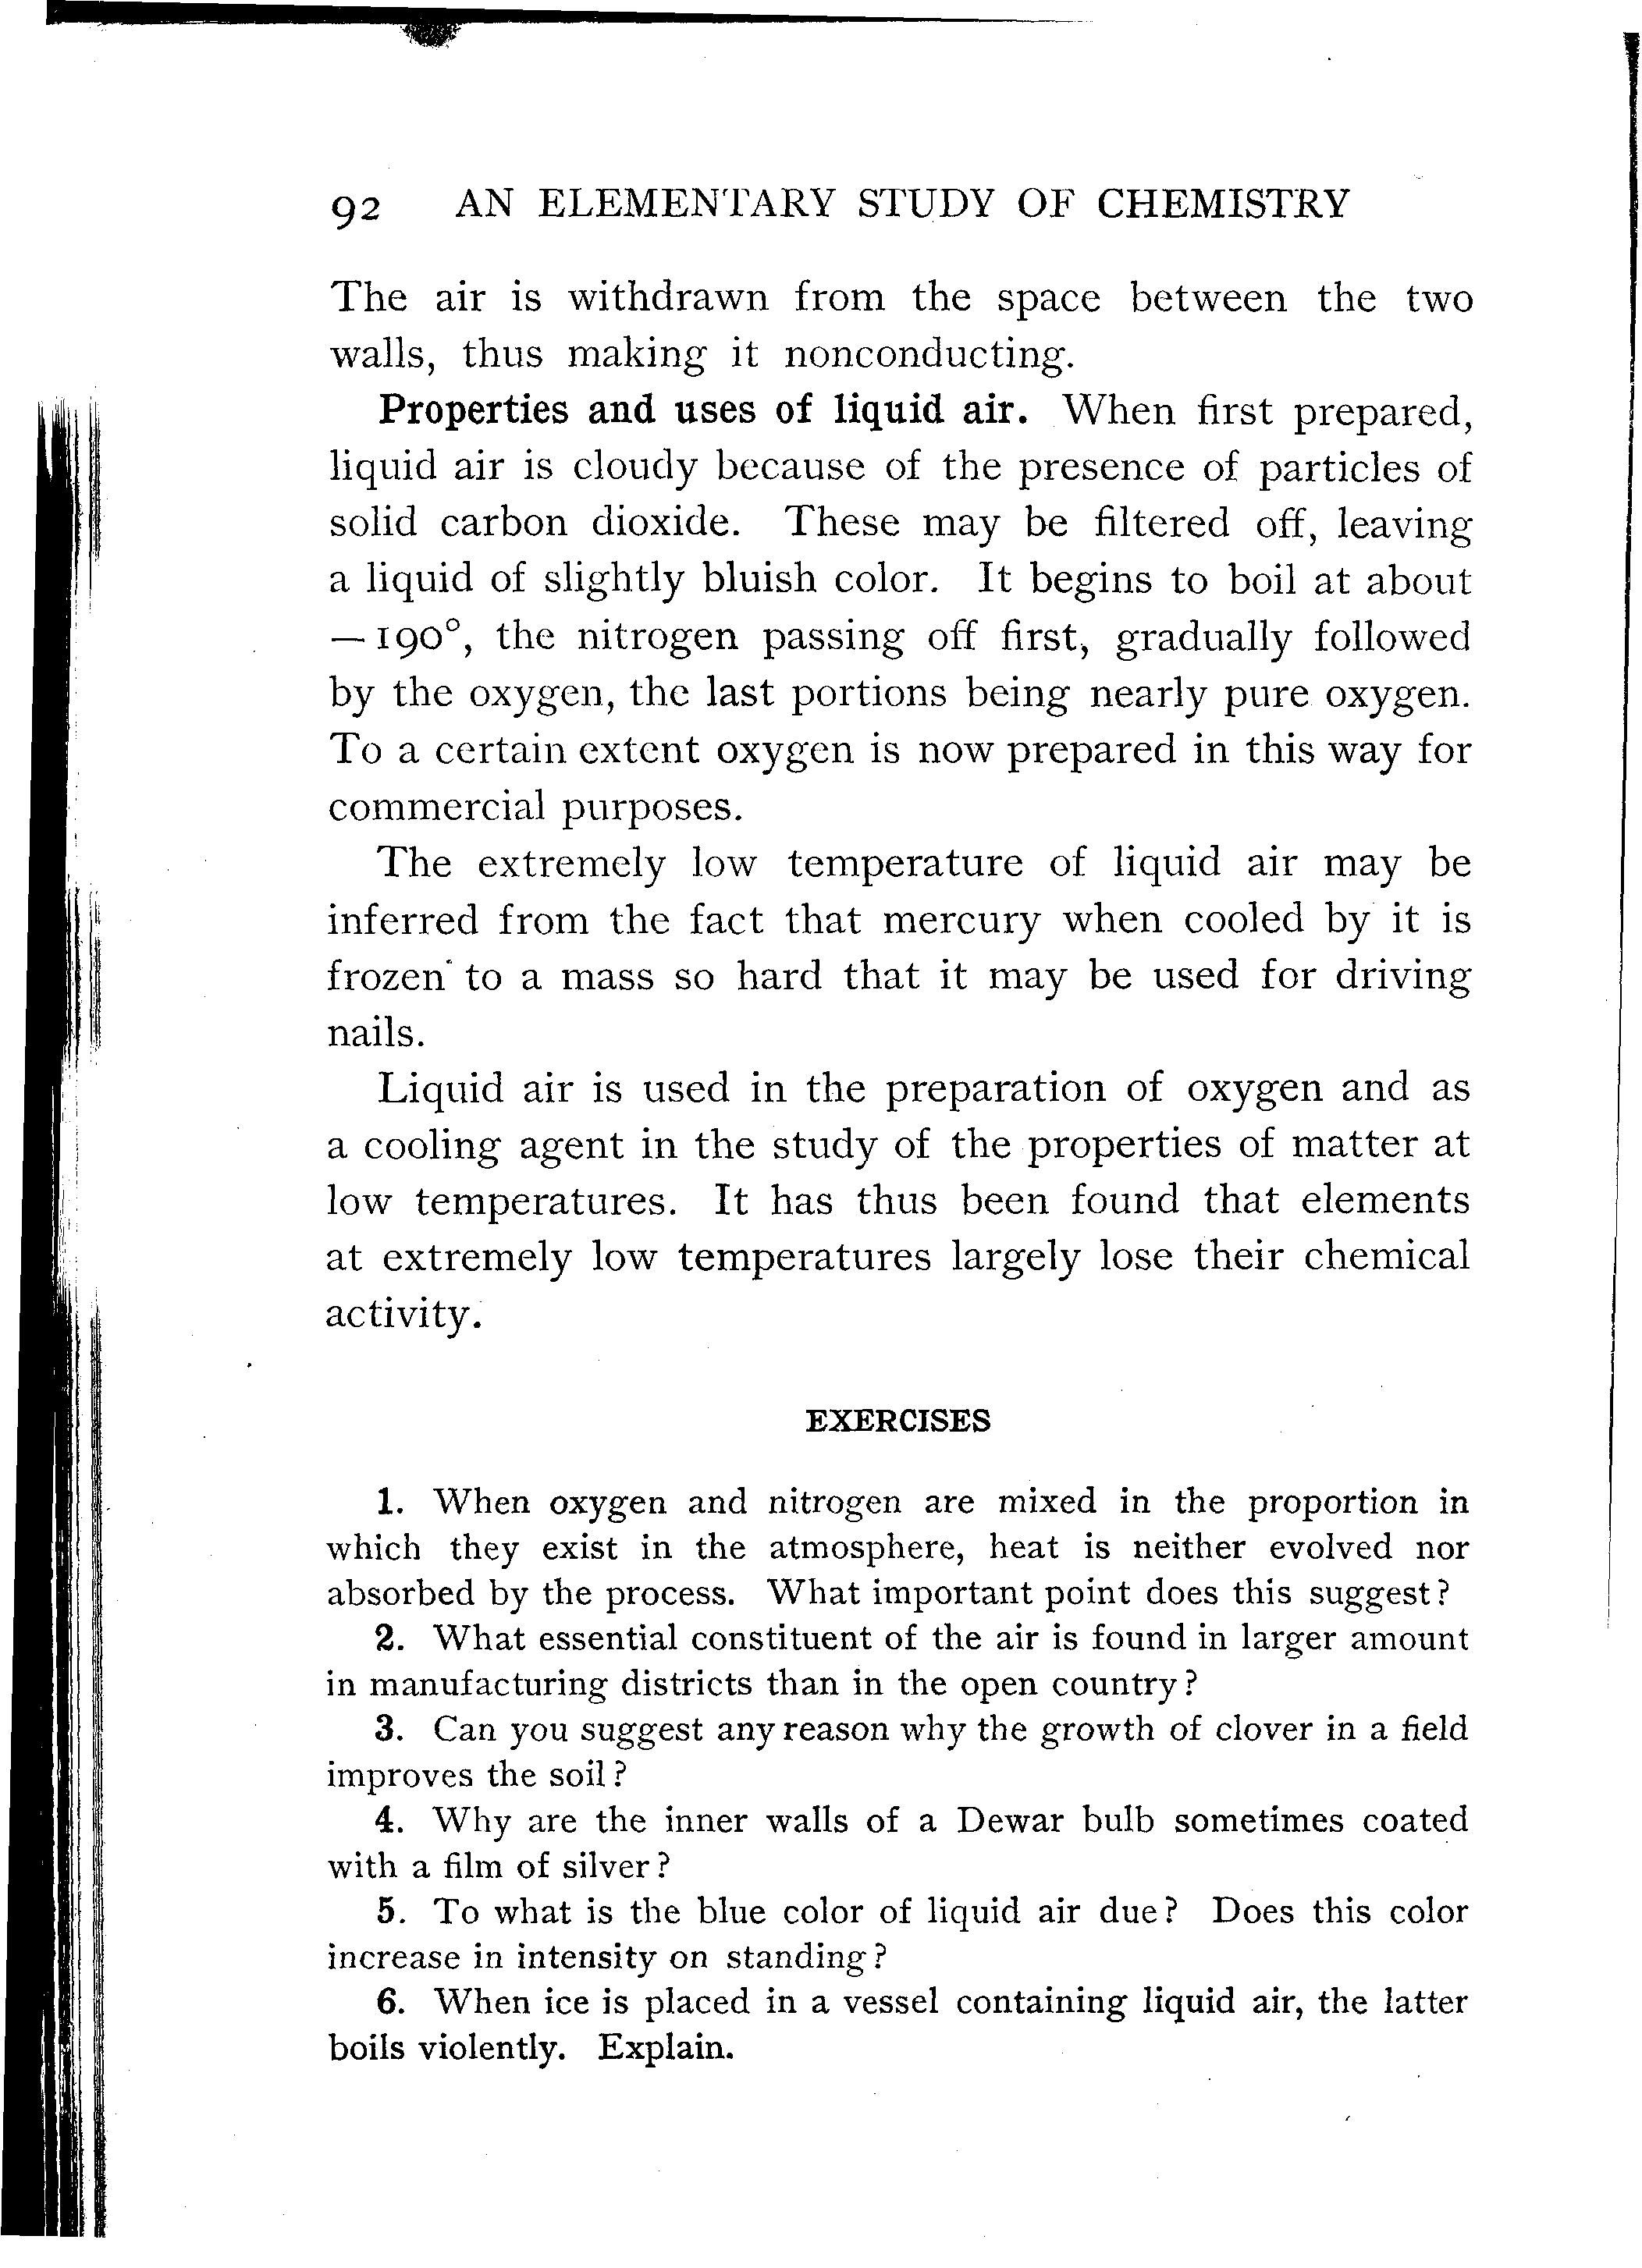 92 AN ELEMENTARY STUDY OF CHEMISTRY
The air is withdrawn from the space between the two
walls, thus making it nonconducting.
Properties and uses of liquid air. When first prepared,
liquid air is cloudy because of the presence of particles of
solid carbon dioxide. These may be filtered off, leaving
a liquid of slightly bluish color. It begins to boil at about
—190°, the nitrogen passing off first, gradually followed
by the oxygen, the last portions being nearly pure oxygen.
To a certain extent oxygen is now prepared in this way for
commercial purposes.
The extremely low temperature of liquid air may be
inferred from the fact that mercury when cooled by it is
frozen to a mass so hard that it may be used for driving
nails.
Liquid air is used in the preparation of oxygen and as
a cooling agent in the study of the properties of matter at
low temperatures. It has thus been found that elements
at extremely low temperatures largely lose their chemical
activity.
EXERCISES
1. When oxygen and nitrogen are mixed in the proportion in
which they exist in the atmosphere, heat is neither evolved nor
absorbed by the process. What important point does this suggest?
2. What essential constituent of the air is found in larger amount
in manufacturing districts than in the open country?
3. Can you suggest any reason why the growth of clover in a field
improves the soil?
4. Why are the inner walls of a Dewar bulb sometimes coated
with a film of silver?
5. To what is the blue color of liquid air due? Does this color
increase in intensity on standing?
6. When ice is placed in a vessel containing liquid air, the latter
boils violently. Explain.